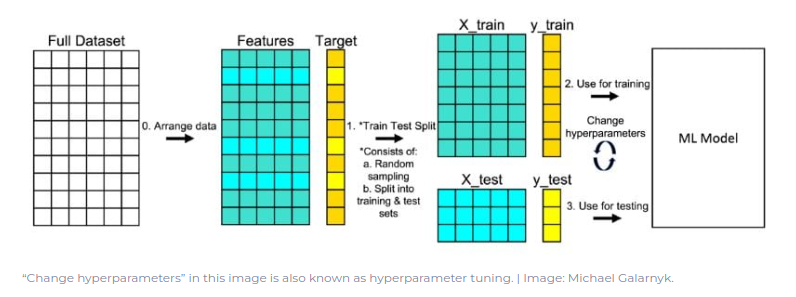 Full Dataset
Features
Target
X_train
y_train
0. Arrange data
1. *Train Test Split
*Consists of:
a. Random
sampling
b. Split into
training & test
sets
2. Use for training
Change
hyperparameters
ML Model
X_test
y_test
3. Use for testing
“Change hyperparameters” in this image is also known as hyperparameter tuning. | Image: Michael Galarnyk.